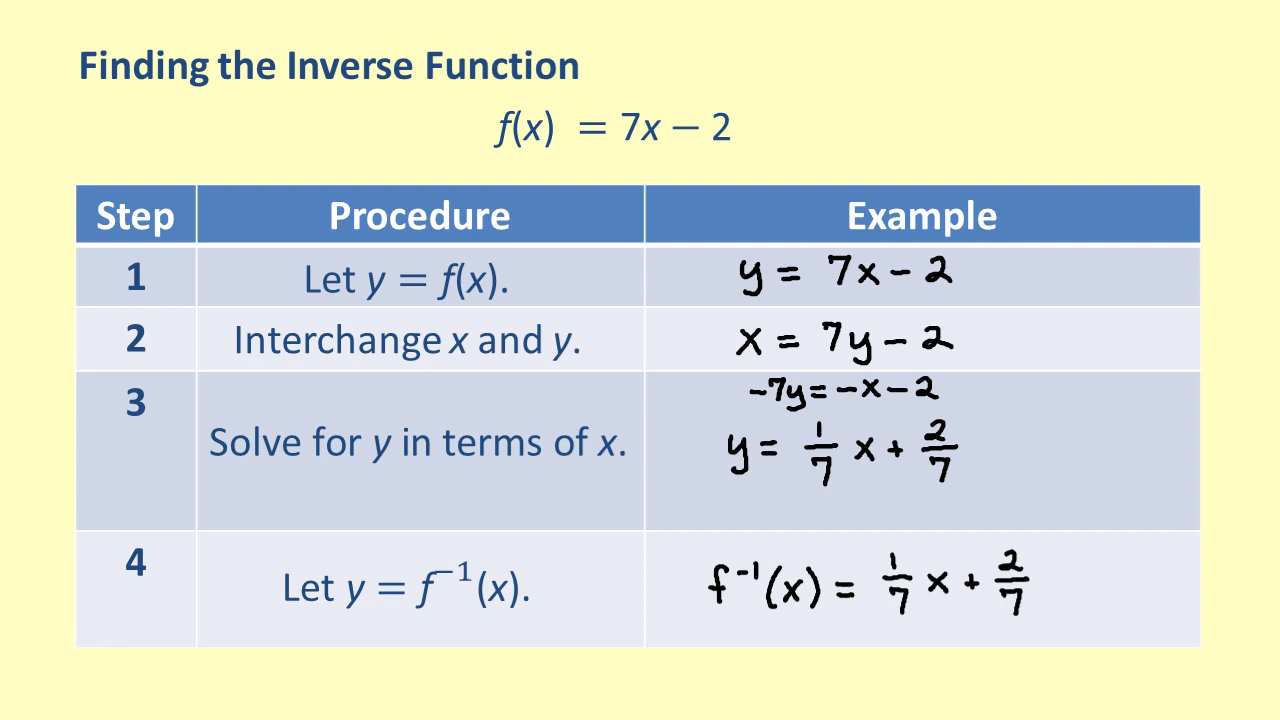 Finding the Inverse Function
f(x) = 7x − 2
Step Procedure Example
1 Let y = f(x). y = 7x − 2
2 Interchange x and y. x = 7y − 2
3 Solve for y in terms of x. −7y = −x − 2
y = 1/7 x + 2/7
4 Let y = f⁻¹(x). f⁻¹(x) = 1/7 x + 2/7